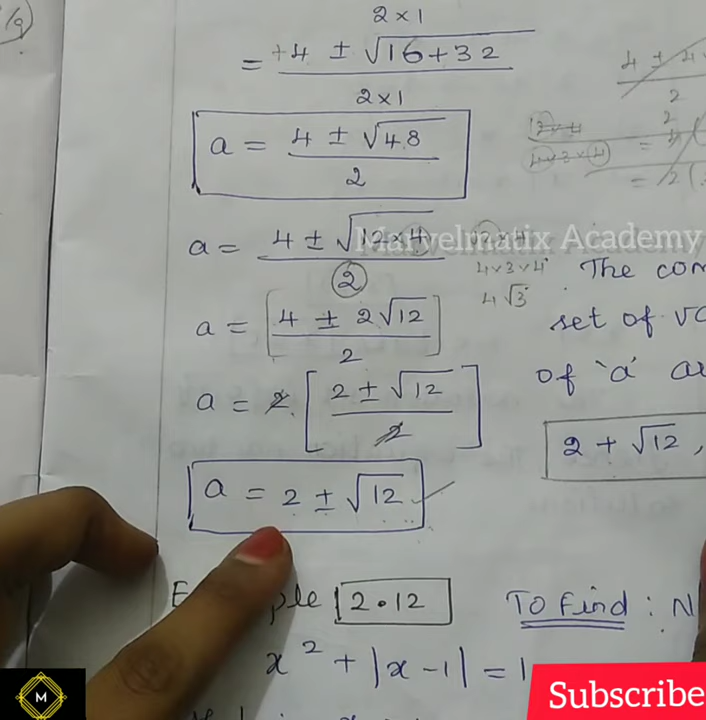 2 × 1
= +4 ± √16+32
2×1
a = 4 ± √48
2
a = 4 ± √12×4
2
12×4
4×3×4
4√3
Marvelmatix Academy
a = [4 ± 2√12]
2
a = 2 [2 ± √12]
2
a = 2 ± √12
The
set of
of 'a'
2 + √12,
2.12
To Find :
x² + |x-1| = 1
M
Subscribe